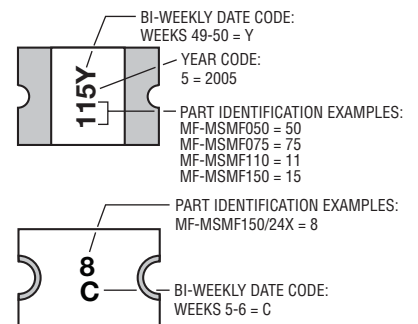 BI-WEEKLY DATE CODE:
WEEKS 49-50 = Y
YEAR CODE:
5 = 2005
115Y
PART IDENTIFICATION EXAMPLES:
MF-MSMF050 = 50
MF-MSMF075 = 75
MF-MSMF110 = 11
MF-MSMF150 = 15
PART IDENTIFICATION EXAMPLES:
MF-MSMF150/24X = 8
8
C
BI-WEEKLY DATE CODE:
WEEKS 5-6 = C